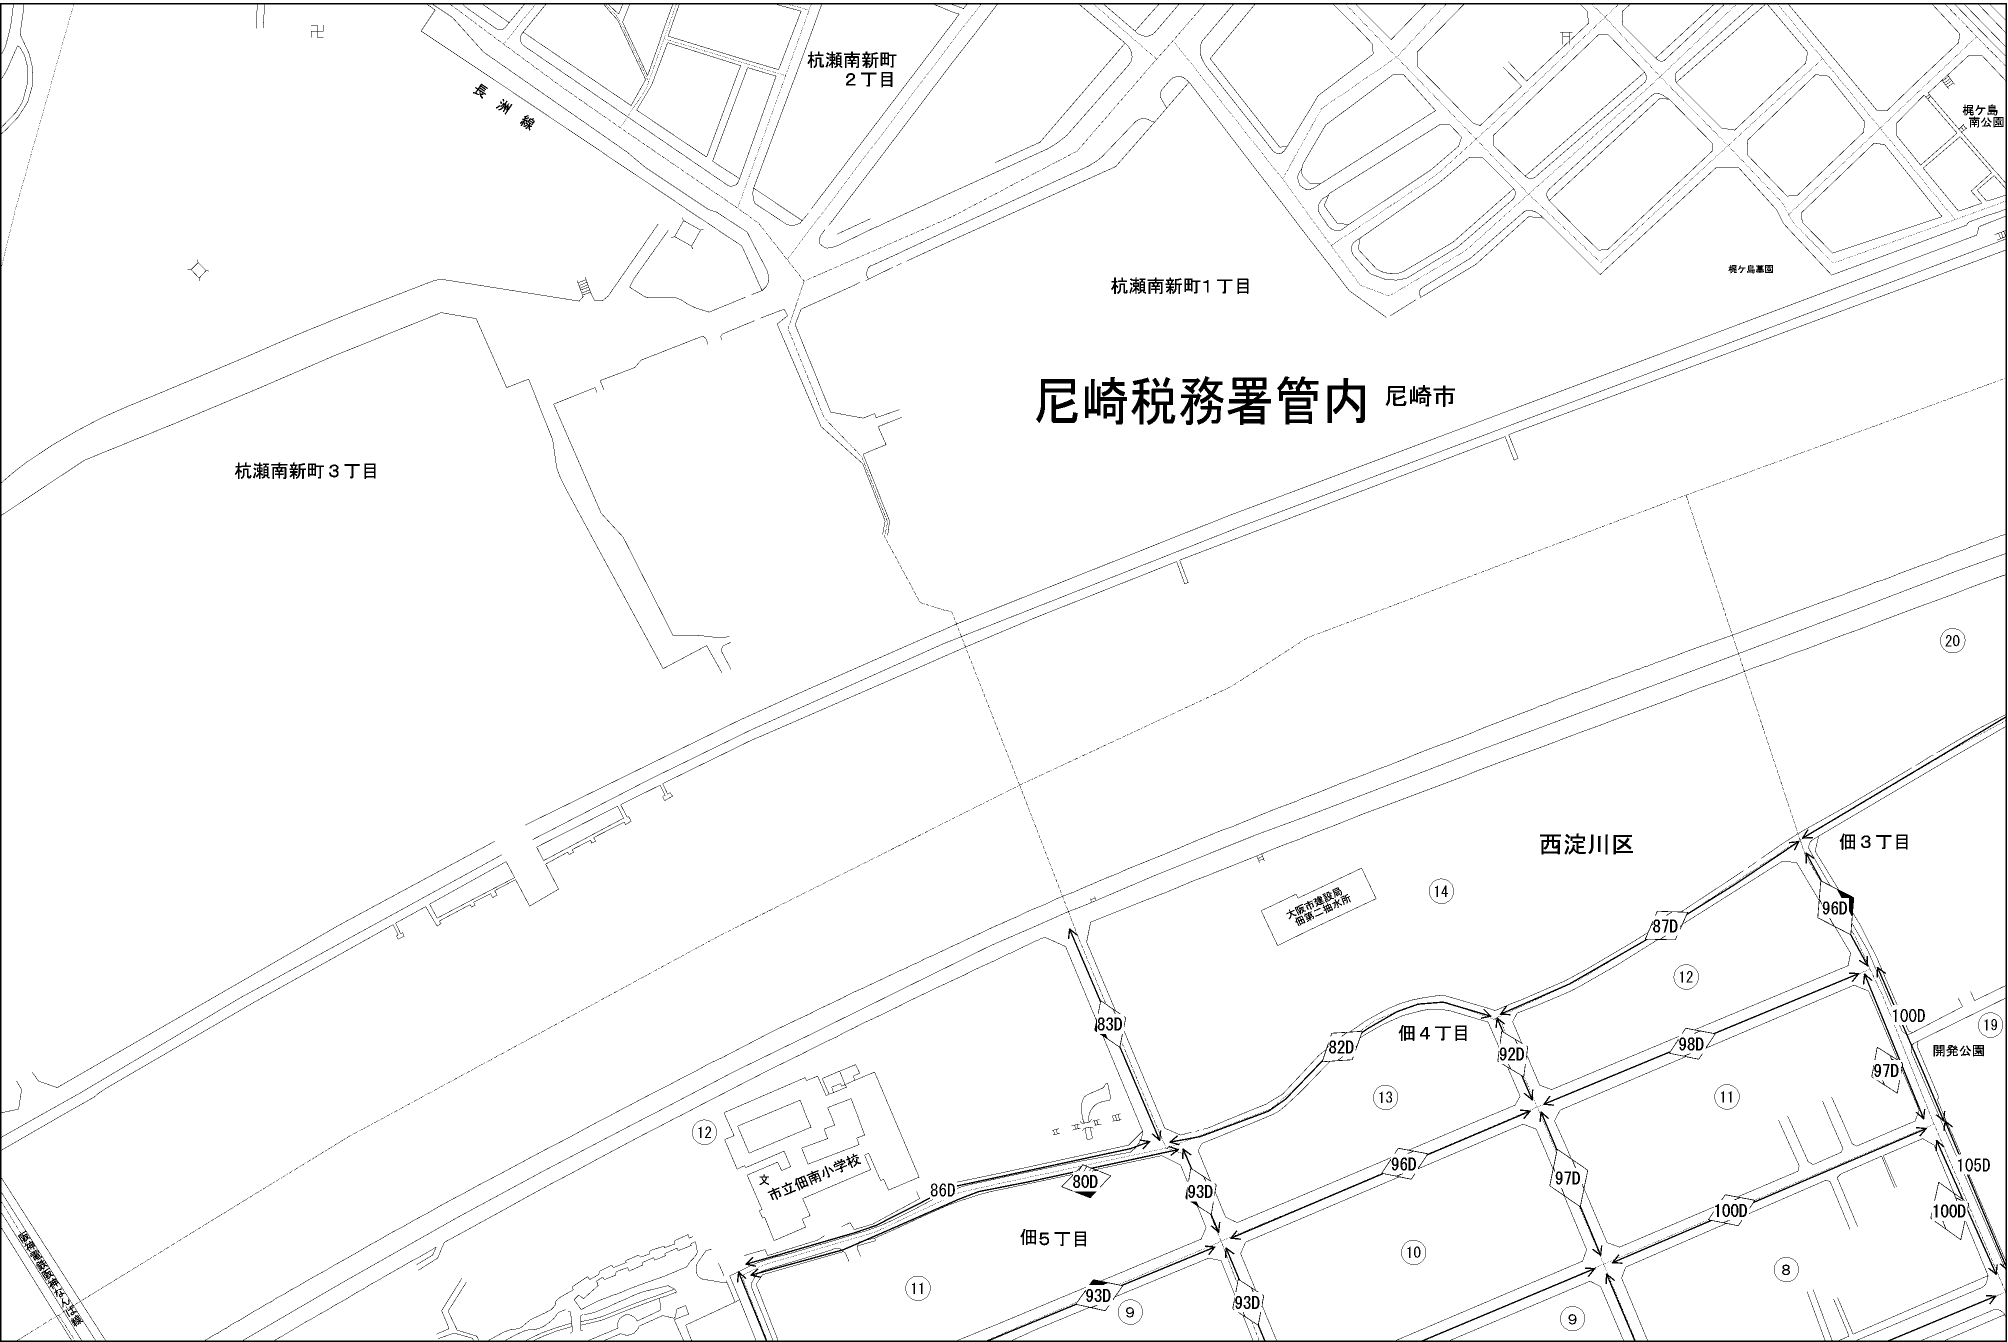 杭瀬南新町
２丁目
長洲線
梶ケ島
南公園
梶ケ島墓園
杭瀬南新町１丁目
尼崎税務署管内 尼崎市
杭瀬南新町３丁目
20
西淀川区
佃３丁目
14
大阪市建設局
佃第二抽水所
96D
87D
12
100D
19
83D
佃４丁目
82D
92D
98D
開発公園
97D
13
11
12
市立佃南小学校
96D
105D
80D
86D
93D
97D
100D
100D
佃５丁目
10
8
11
93D
9
93D
9